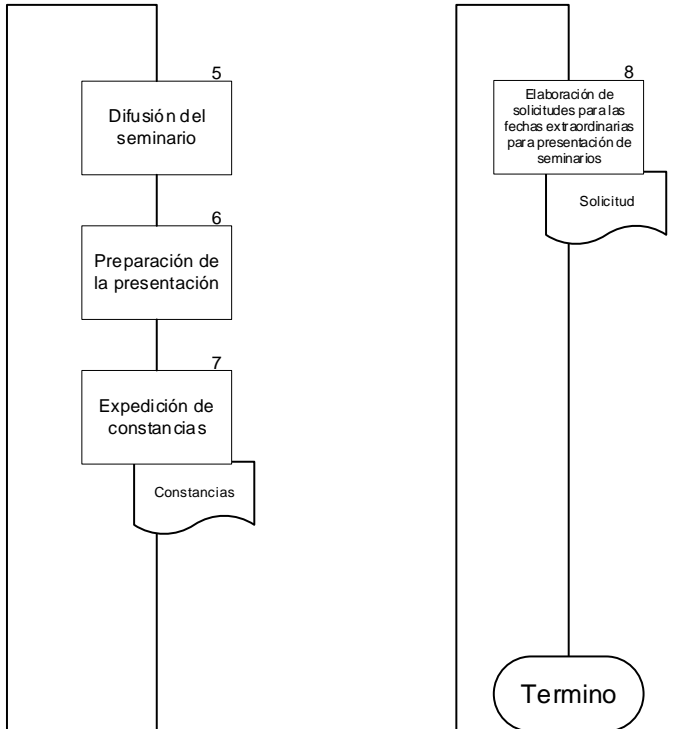 5
Difusión del
seminario
6
Preparación de
la presentación
7
Expedición de
constancias
Constancias
8
Elaboración de
solicitudes para las
fechas extraordinarias
para presentación de
seminarios
Solicitud
Termino